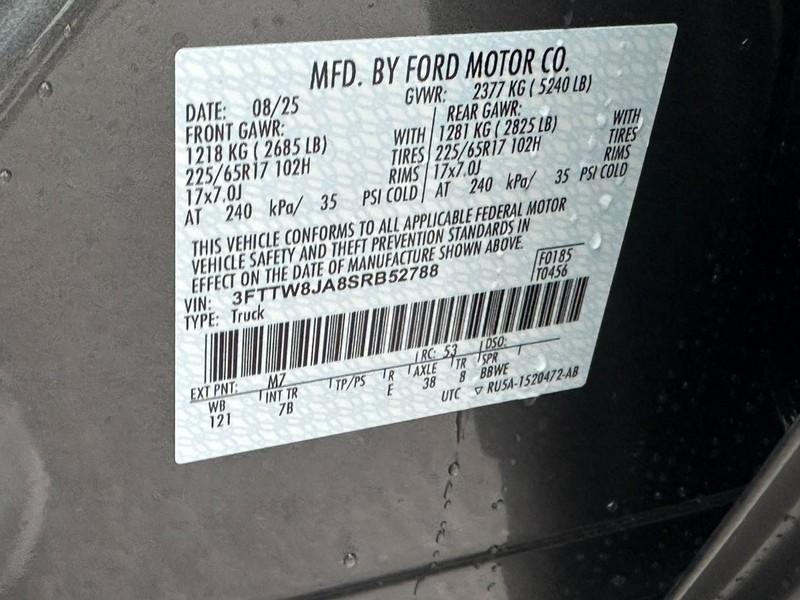 MFD. BY FORD MOTOR CO.
DATE: 08/25 GVWR: 2377 KG ( 5240 LB)
FRONT GAWR: REAR GAWR:
1218 KG ( 2685 LB) WITH 1281 KG ( 2825 LB) WITH
225/65R17 102H TIRES 225/65R17 102H TIRES
17x7.0J RIMS 17x7.0J RIMS
AT 240 kPa/ 35 PSI COLD AT 240 kPa/ 35 PSI COLD
THIS VEHICLE CONFORMS TO ALL APPLICABLE FEDERAL MOTOR
VEHICLE SAFETY AND THEFT PREVENTION STANDARDS IN
EFFECT ON THE DATE OF MANUFACTURE SHOWN ABOVE.
VIN: 3FTTW8JA8SRB52788 F0185
TYPE: Truck T0456
EXT PNT: M7 RC: 53 DSO:
WB INT TR TP/PS R AXLE TR SPR
121 7B E 38 8 BBWE
UTC ▽ RU5A-1520472-AB